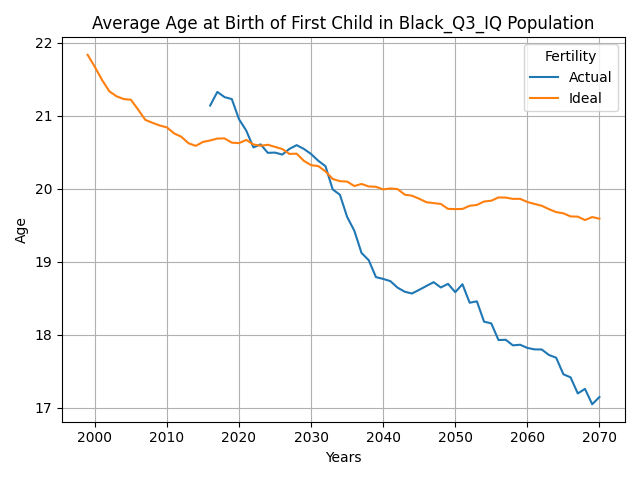 Average Age at Birth of First Child in Black_Q3_IQ Population
Fertility
Actual
Ideal
Age
22
21
20
19
18
17
2000 2010 2020 2030 2040 2050 2060 2070
Years